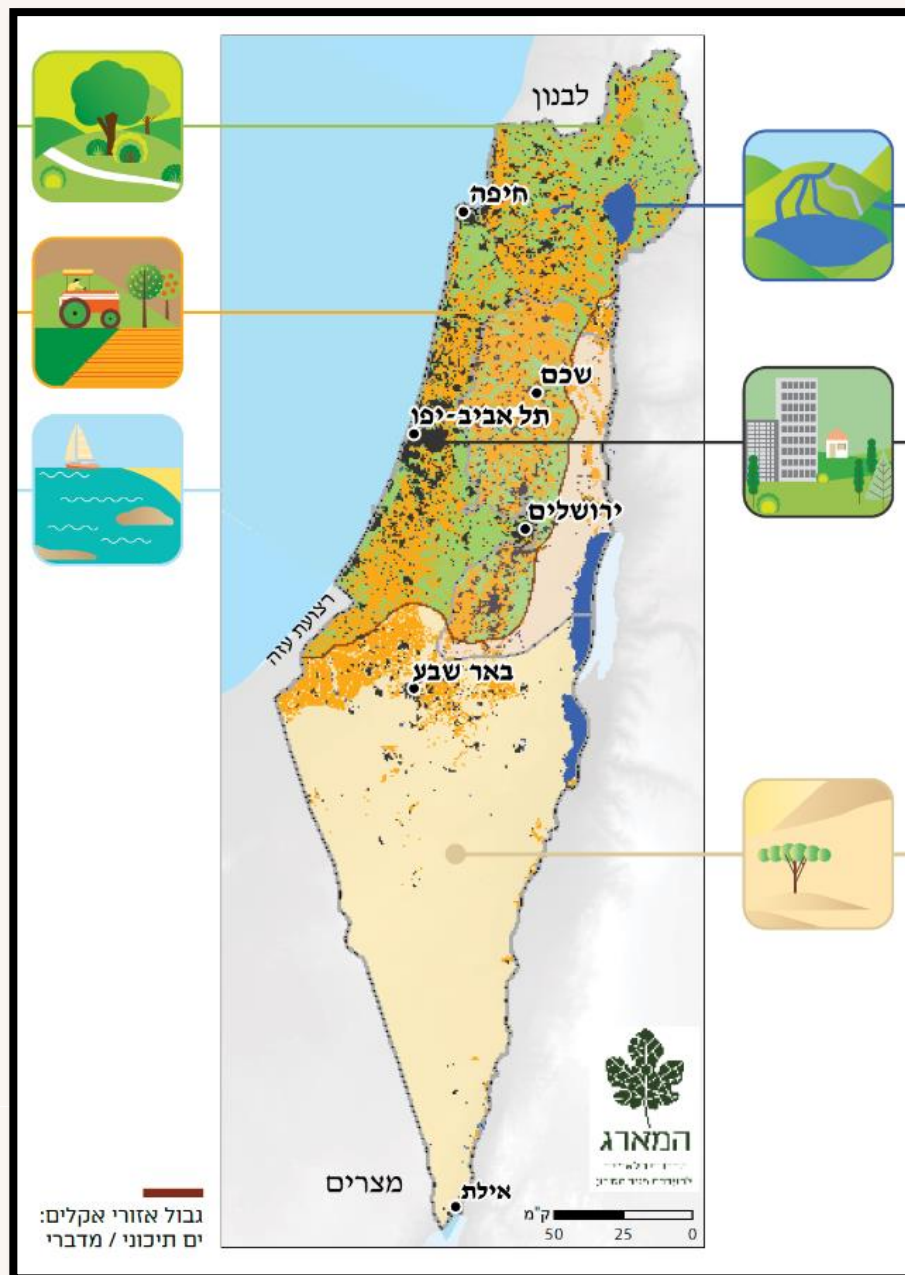 לבנון
חיפה
שכם
תל אביב-יפו
ירושלים
רצועת עזה
באר שבע
המארג
מצרים
אילת
ק"מ
50 25 0
גבול אזורי אקלים:
ים תיכוני / מדברי